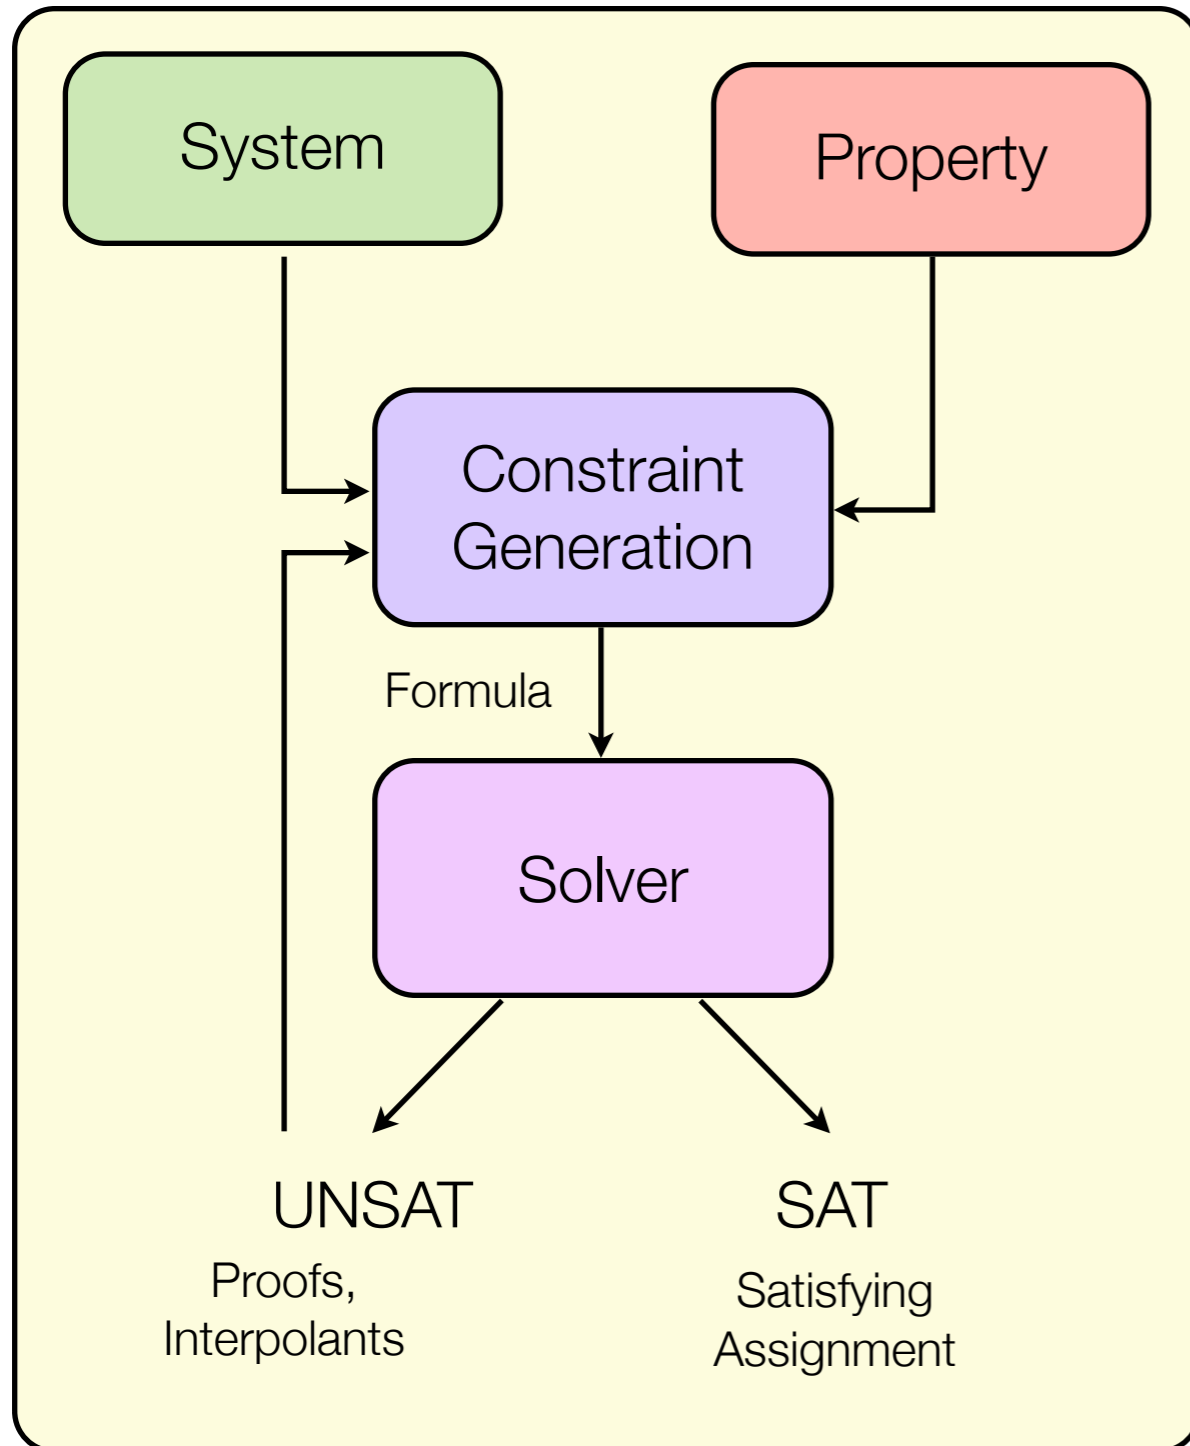 System
Property
Constraint
Generation
Formula
Solver
UNSAT
Proofs,
Interpolants
SAT
Satisfying
Assignment